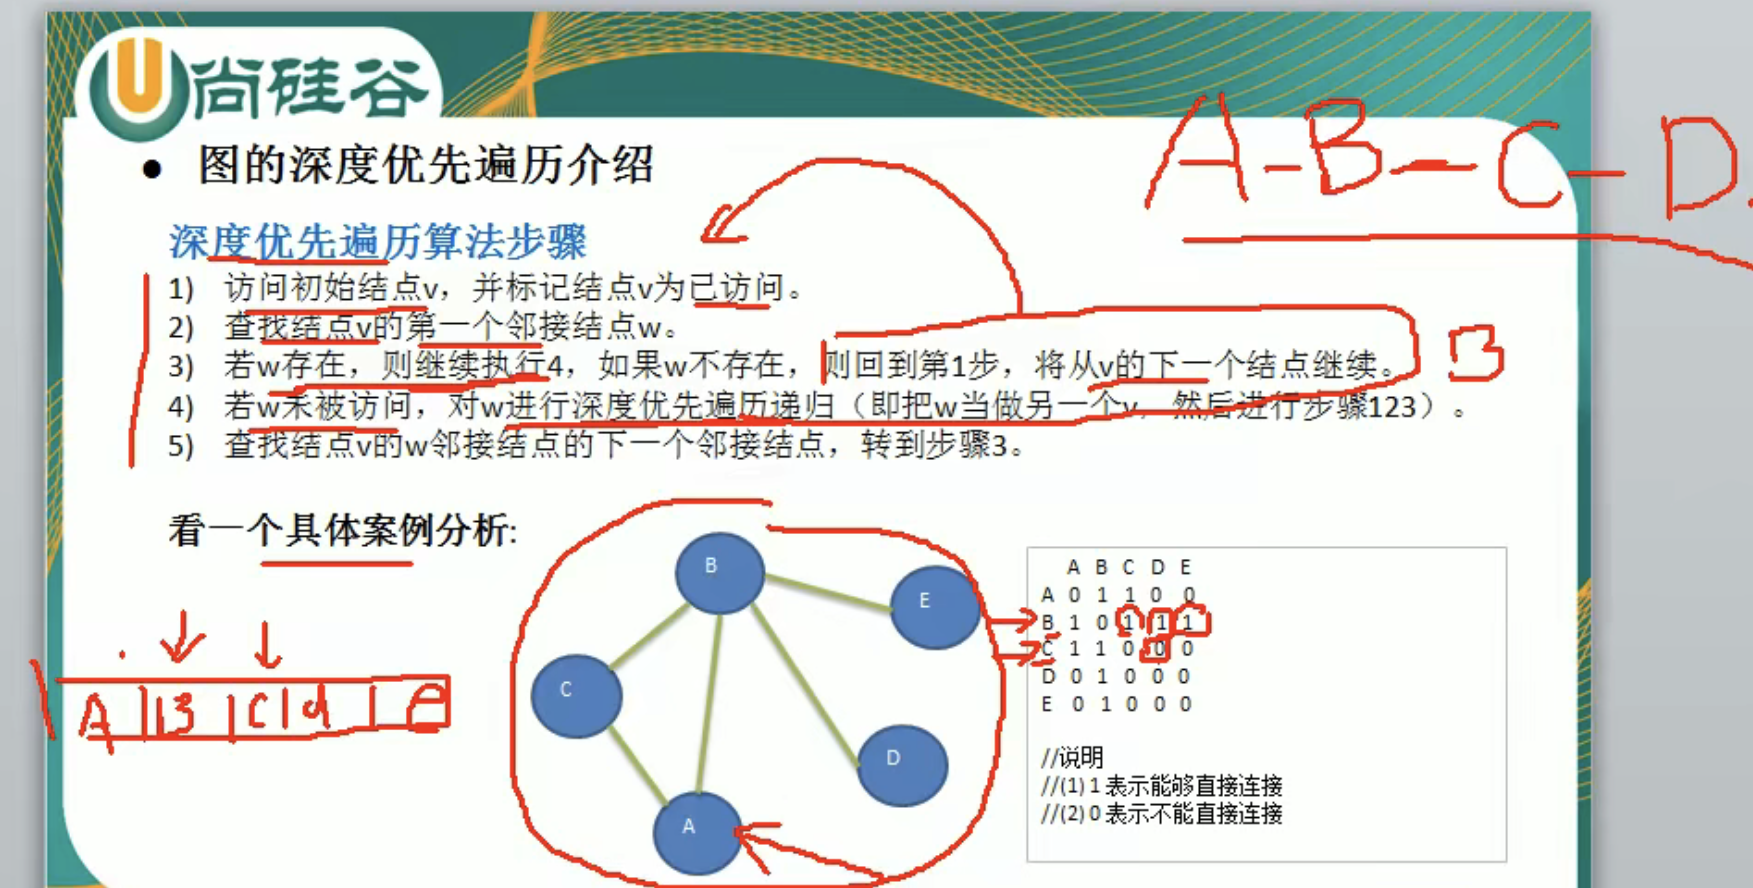 尚硅谷
A-B-C-D
图的深度优先遍历介绍
深度优先遍历算法步骤
1) 访问初始结点v，并标记结点v为已访问。
2) 查找结点v的第一个邻接结点w。
3) 若w存在，则继续执行4，如果w不存在，则回到第1步，将从v的下一个结点继续。
B
4) 若w未被访问，对w进行深度优先遍历递归（即把w当做另一个v，然后进行步骤123）。
5) 查找结点v的w邻接结点的下一个邻接结点，转到步骤3。
看一个具体案例分析:
A B C d e
B
E
C
D
A
A B C D E
A 0 1 1 0 0
B 1 0 1 1 1
C 1 1 0 0 0
D 0 1 0 0 0
E 0 1 0 0 0
//说明
//(1) 1 表示能够直接连接
//(2) 0 表示不能直接连接